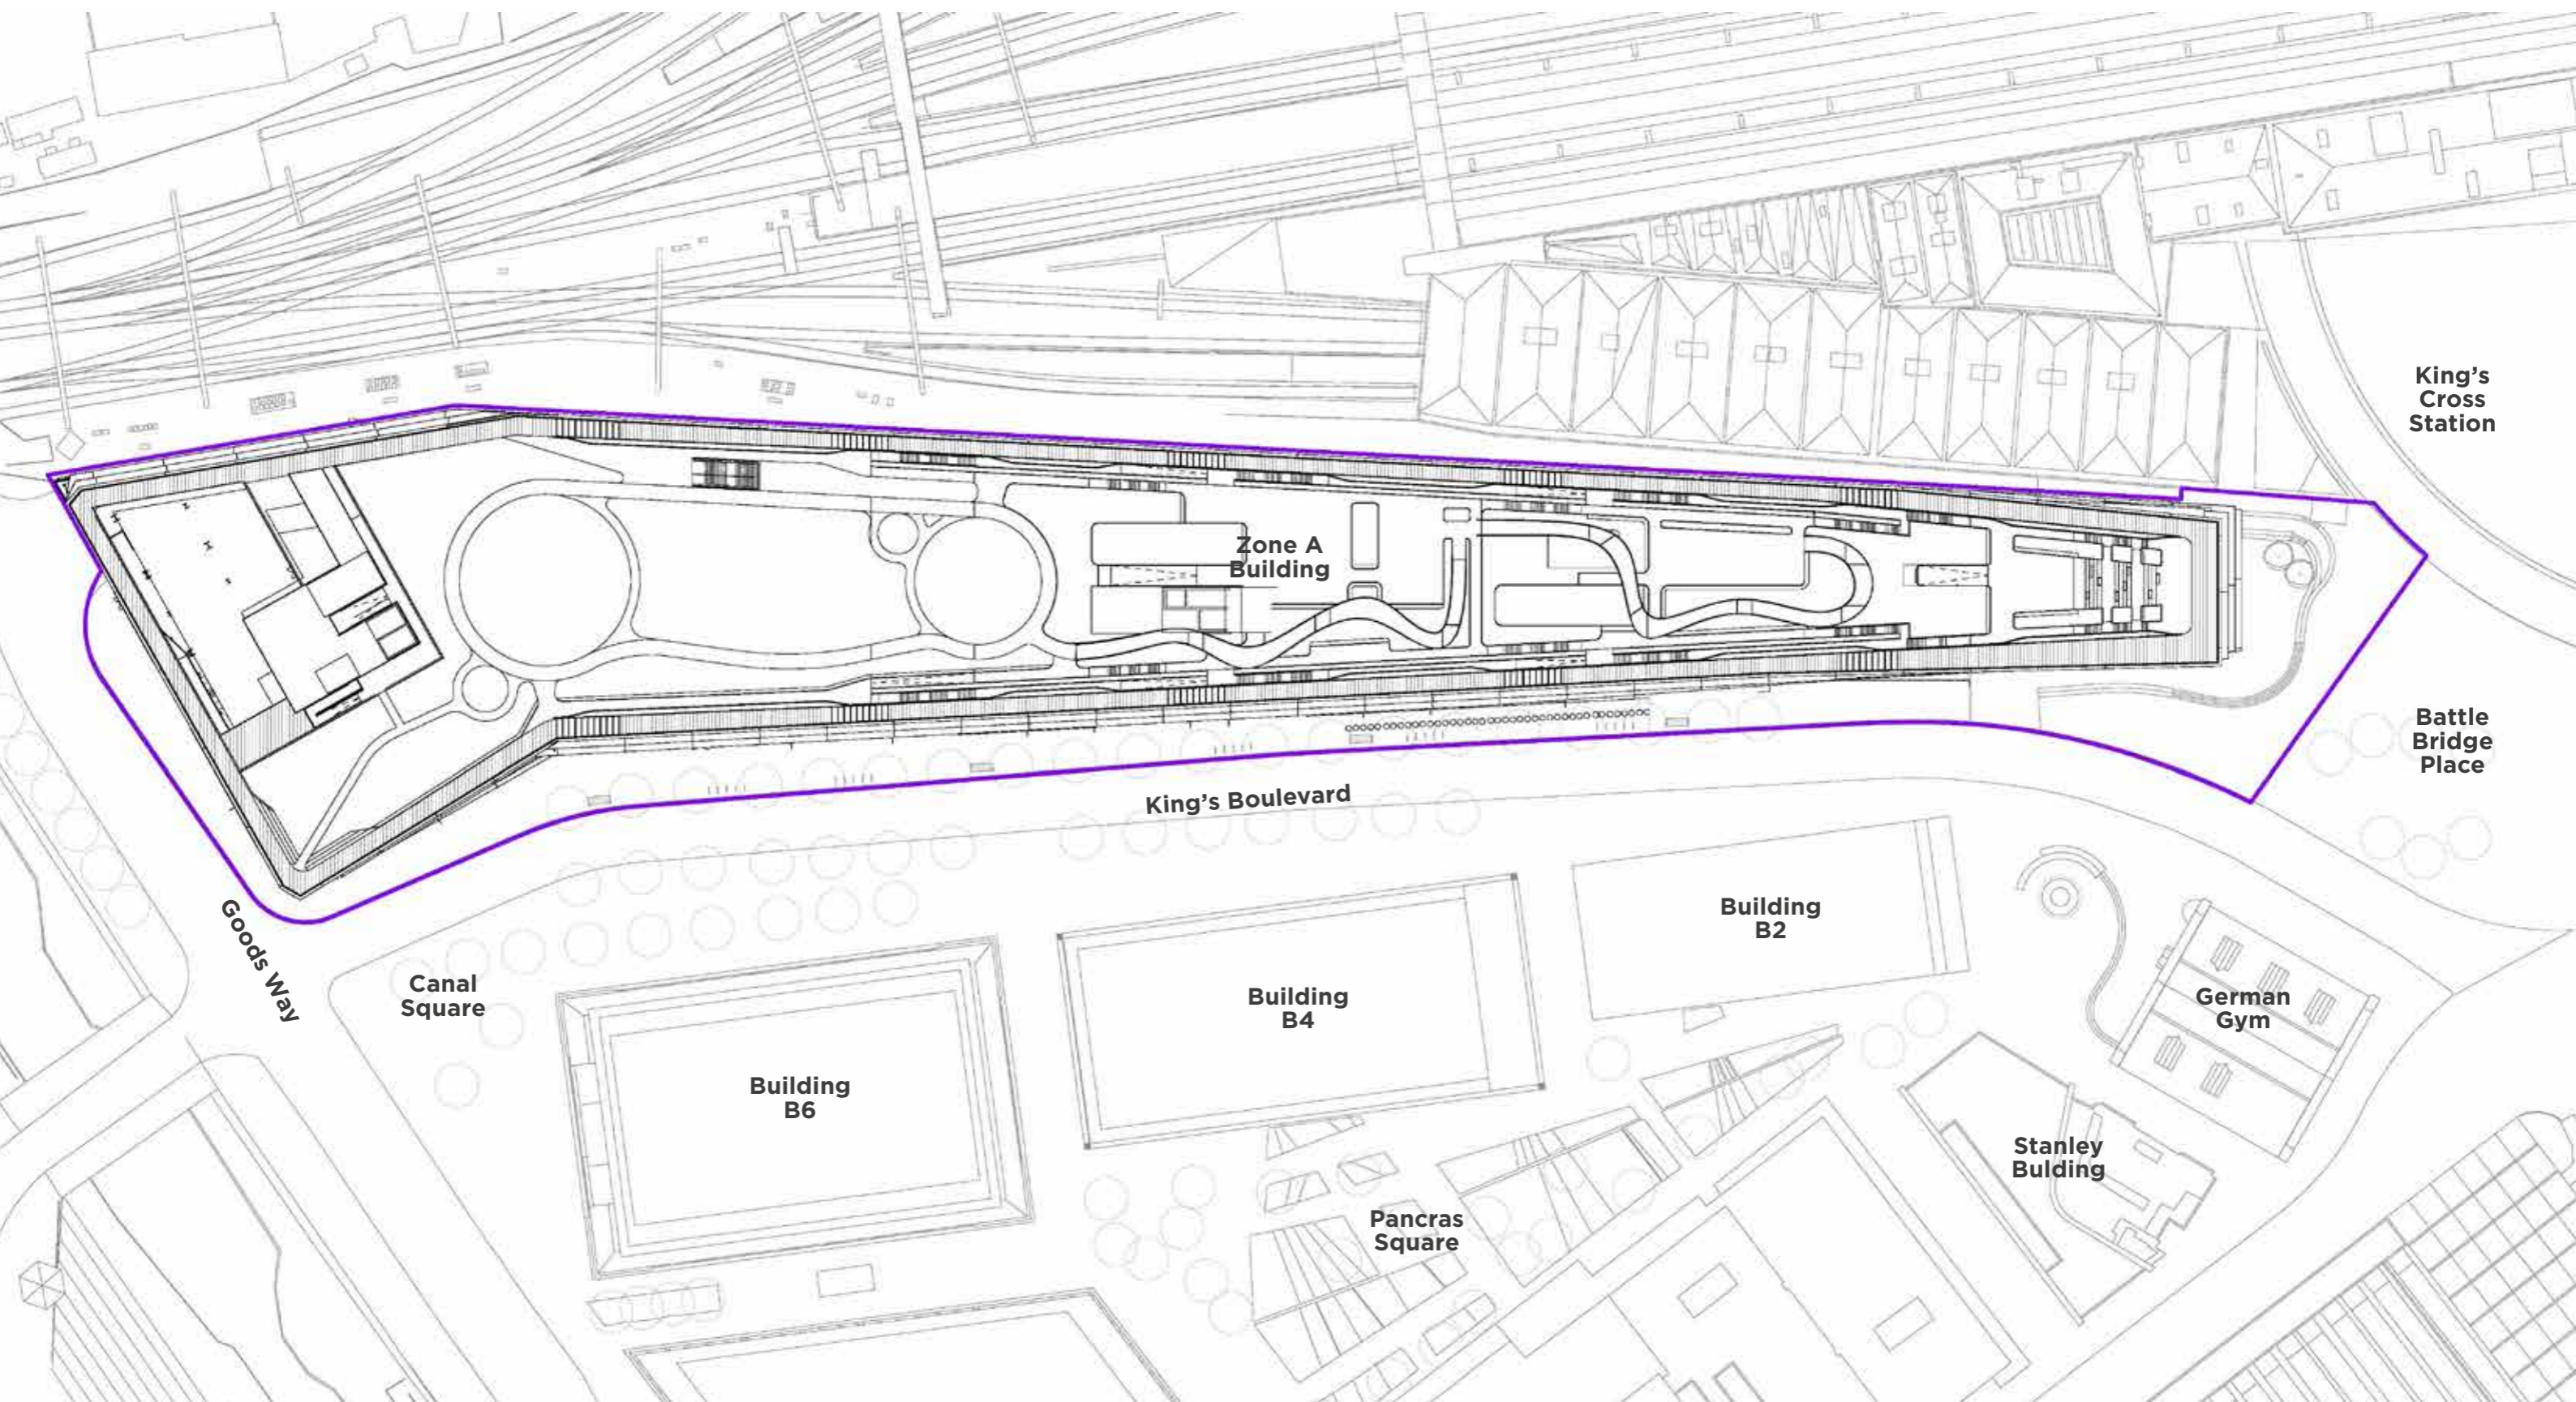 King's
Cross
Station
Zone A
Building
Battle
Bridge
Place
King's Boulevard
Goods Way
Canal
Square
Building
B6
Building
B4
Building
B2
German
Gym
Stanley
Bulding
Pancras
Square